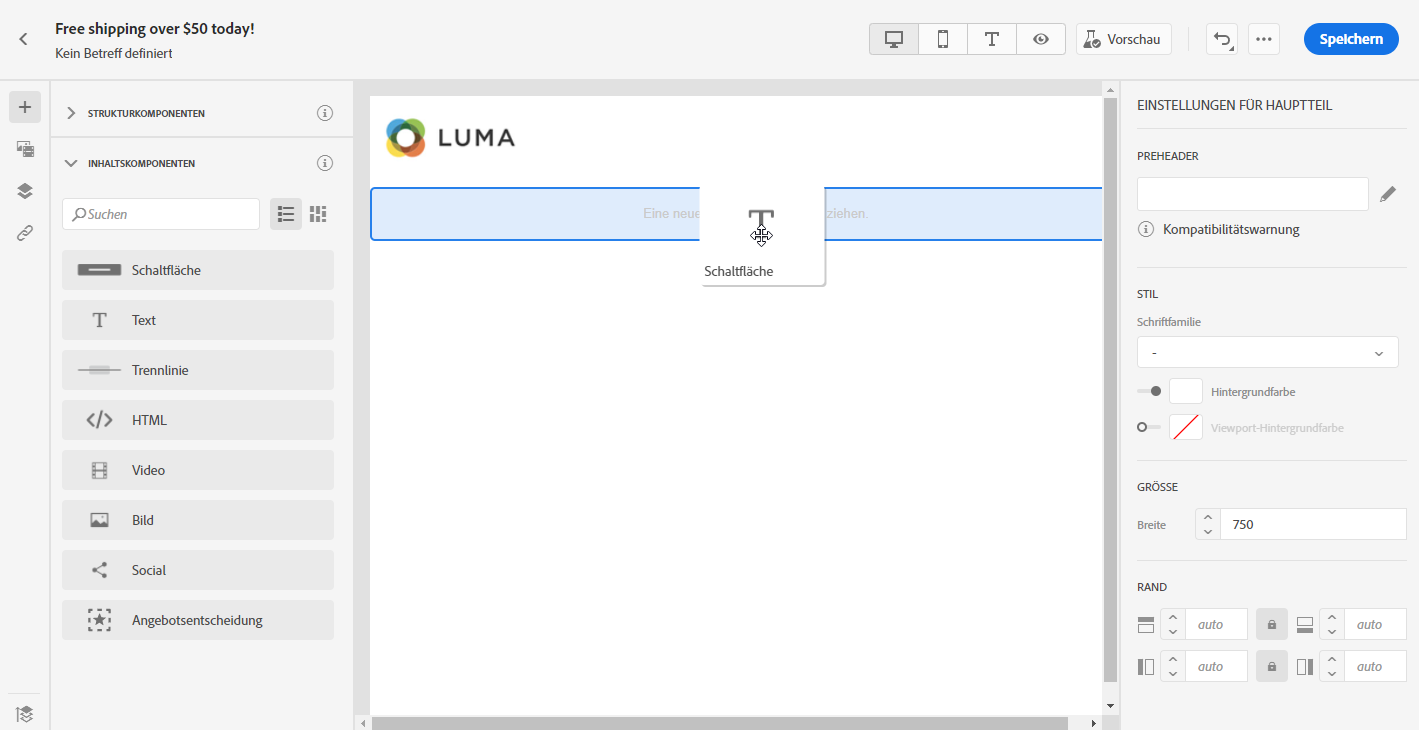 Free shipping over $50 today!
Kein Betreff definiert
Vorschau
Speichern
STRUKTURKOMPONENTEN
INHALTSKOMPONENTEN
Suchen
Schaltfläche
Text
Trennlinie
HTML
Video
Bild
Social
Angebotsentscheidung
LUMA
Eine neue
ziehen.
Schaltfläche
EINSTELLUNGEN FÜR HAUPTTEIL
PREHEADER
Kompatibilitätswarnung
STIL
Schriftfamilie
-
Hintergrundfarbe
Viewport-Hintergrundfarbe
GRÖSSE
Breite
750
RAND
auto
auto
auto
auto